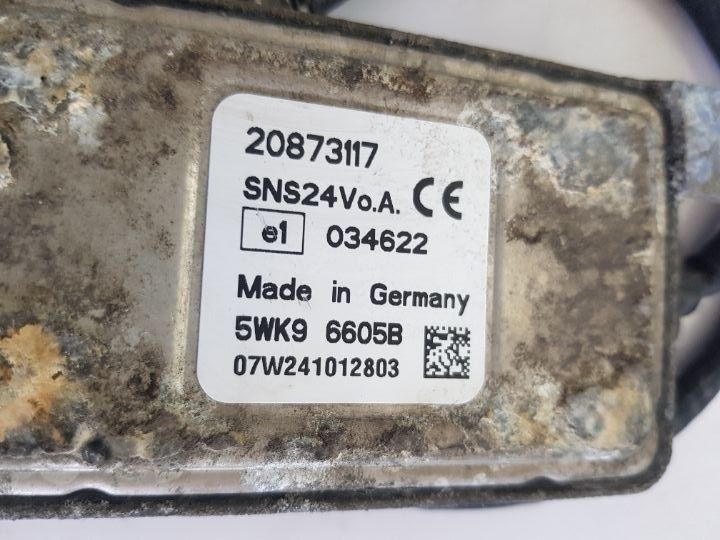 20873117
SNS24Vo.A. CE
e1 034622
Made in Germany
5WK9 6605B
07W241012803